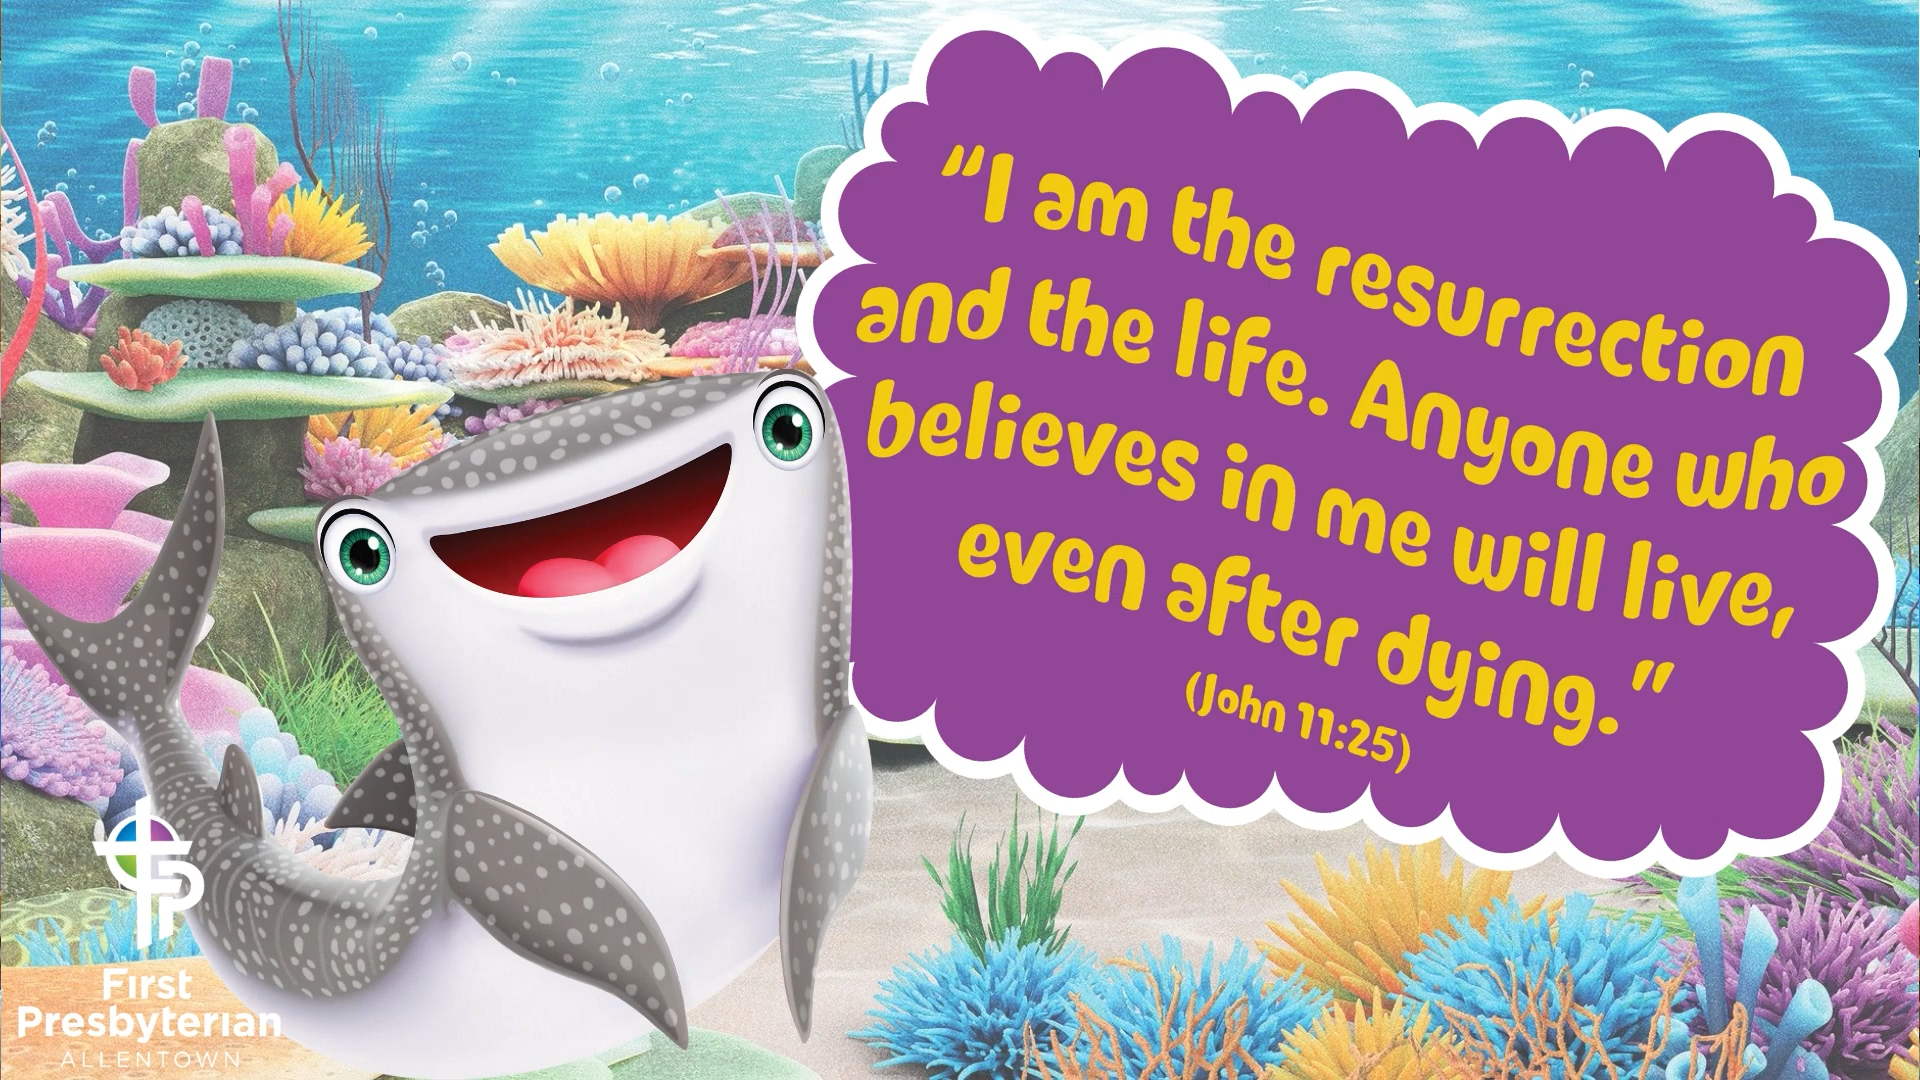 “I am the resurrection
and the life. Anyone who
believes in me will live,
even after dying.”
(John 11:25)
First
Presbyterian
ALLENTOWN